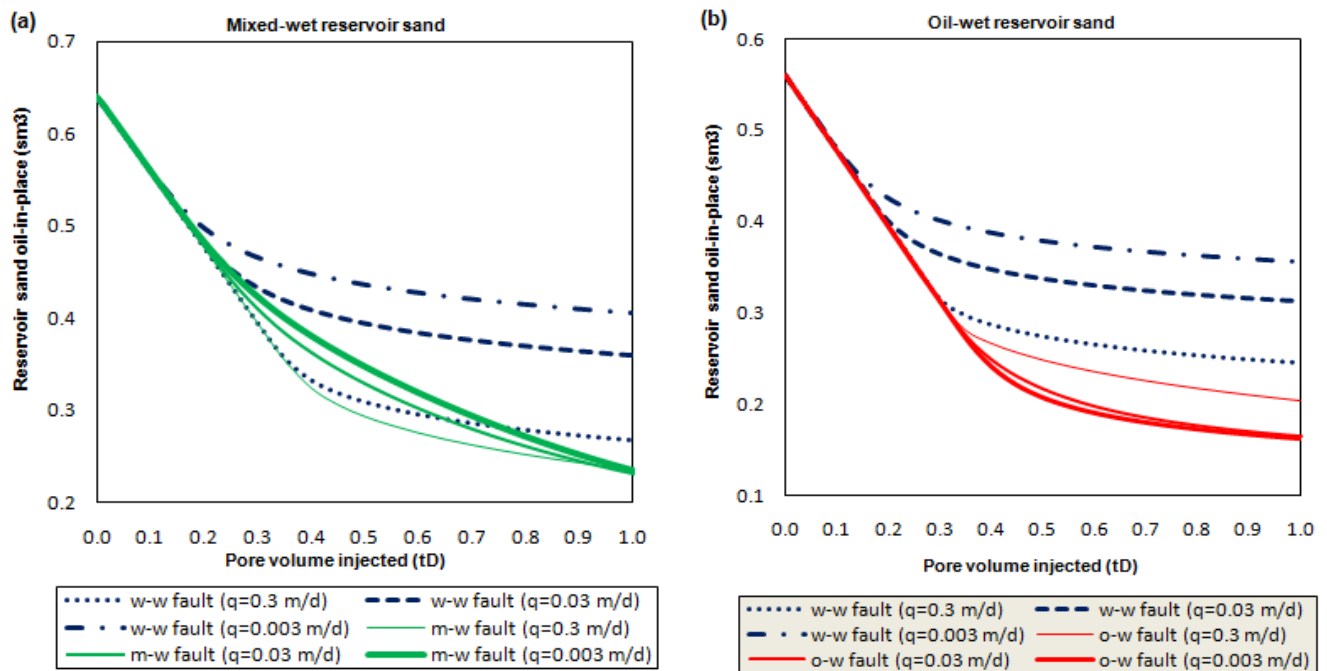 (a)
Mixed-wet reservoir sand
Reservoir sand oil-in-place (sm3)
0.7
0.6
0.5
0.4
0.3
0.2
0.0 0.1 0.2 0.3 0.4 0.5 0.6 0.7 0.8 0.9 1.0
Pore volume injected (tD)
w-w fault (q=0.3 m/d) w-w fault (q=0.03 m/d)
w-w fault (q=0.003 m/d) m-w fault (q=0.3 m/d)
m-w fault (q=0.03 m/d) m-w fault (q=0.003 m/d)
(b)
Oil-wet reservoir sand
Reservoir sand oil-in-place (sm3)
0.6
0.5
0.4
0.3
0.2
0.1
0.0 0.1 0.2 0.3 0.4 0.5 0.6 0.7 0.8 0.9 1.0
Pore volume injected (tD)
w-w fault (q=0.3 m/d) w-w fault (q=0.03 m/d)
w-w fault (q=0.003 m/d) o-w fault (q=0.3 m/d)
o-w fault (q=0.03 m/d) o-w fault (q=0.003 m/d)